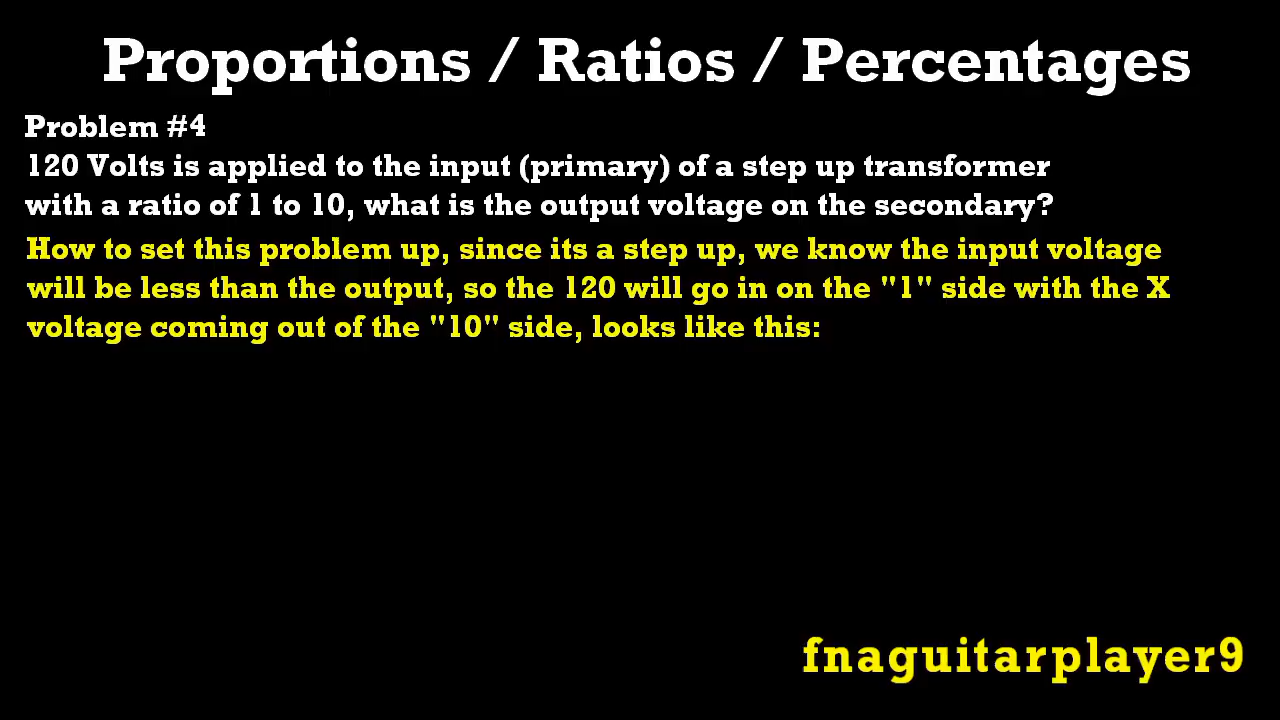 Proportions / Ratios / Percentages
Problem #4
120 Volts is applied to the input (primary) of a step up transformer
with a ratio of 1 to 10, what is the output voltage on the secondary?
How to set this problem up, since its a step up, we know the input voltage
will be less than the output, so the 120 will go in on the "1" side with the X
voltage coming out of the "10" side, looks like this:
fnaguitarplayer9